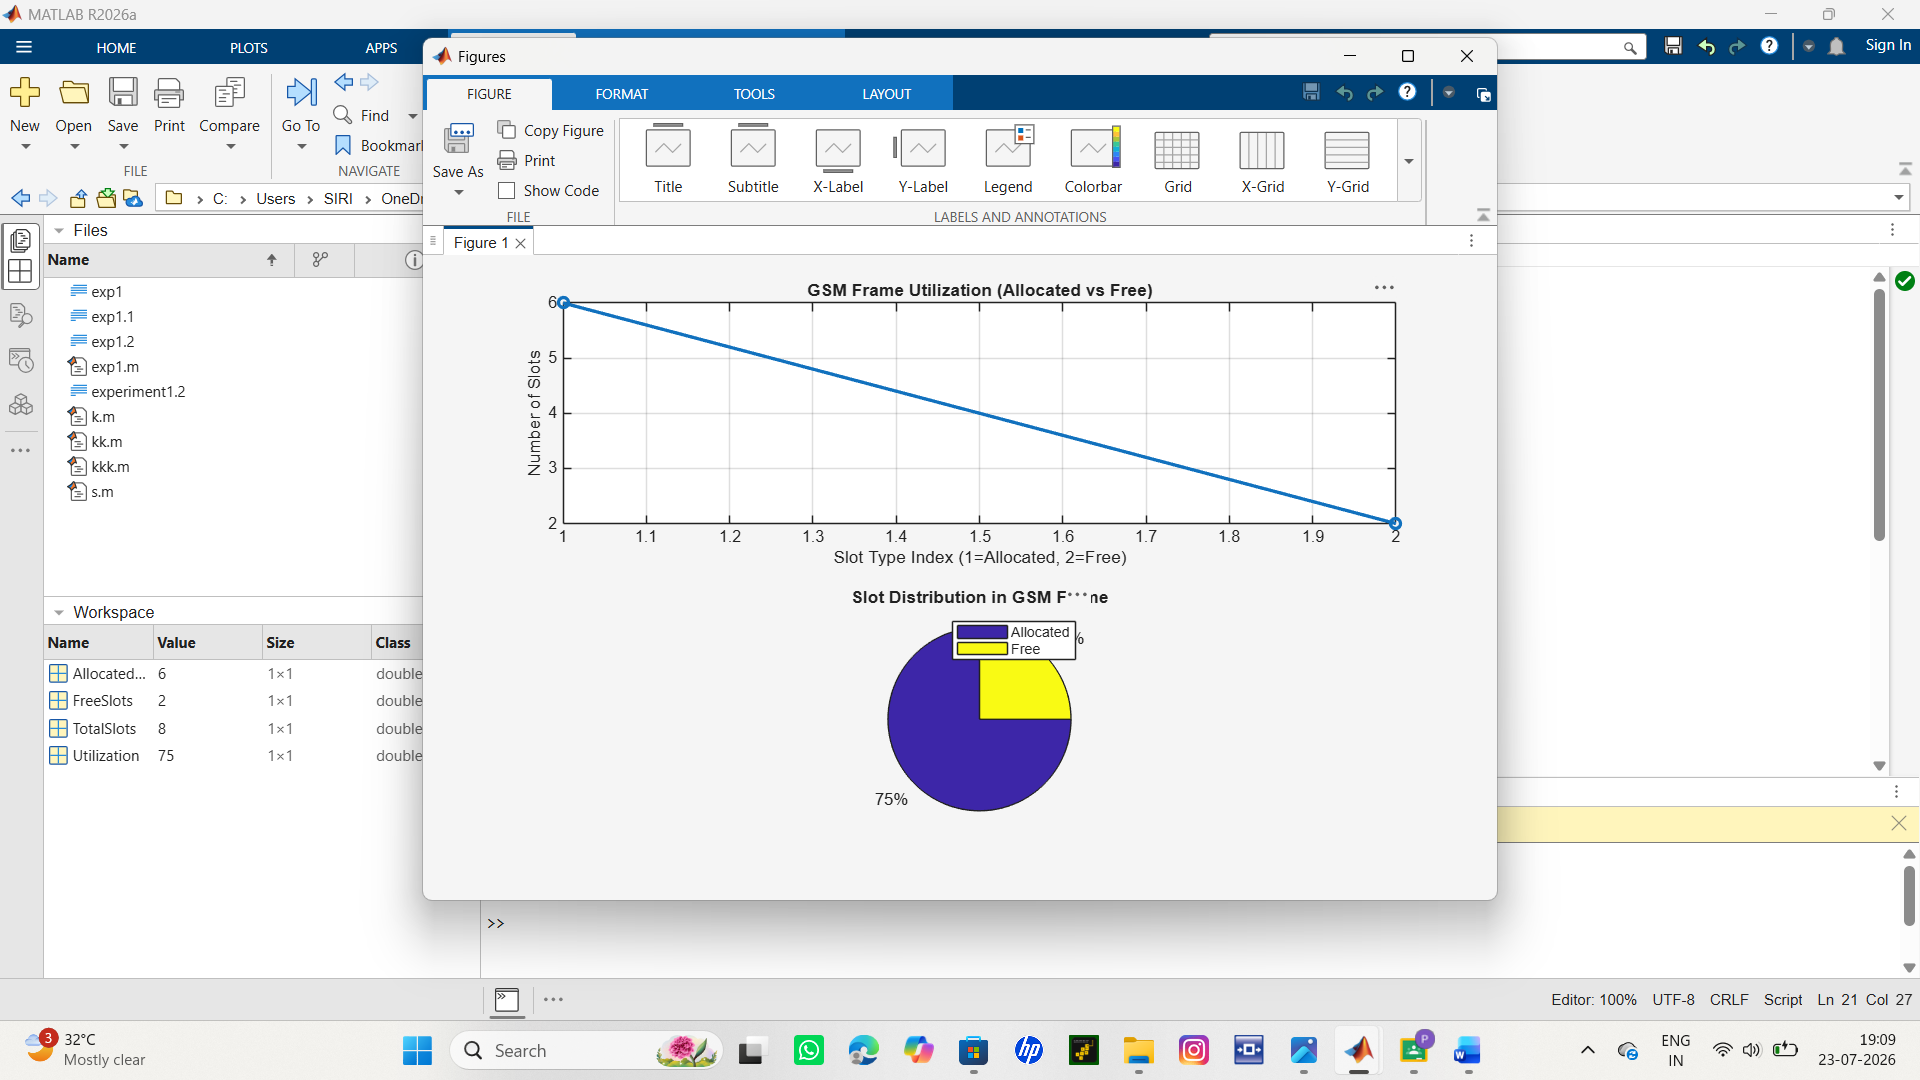 MATLAB R2026a
HOME
PLOTS
APPS
Sign In
New
Open
Save
Print
Compare
Go To
Find
Bookmar
FILE
NAVIGATE
C: > Users > SIRI > OneDr
Files
Name
exp1
exp1.1
exp1.2
exp1.m
experiment1.2
k.m
kk.m
kkk.m
s.m
Workspace
Name Value Size Class
Allocated... 6 1×1 double
FreeSlots 2 1×1 double
TotalSlots 8 1×1 double
Utilization 75 1×1 double
Figures
FIGURE
FORMAT
TOOLS
LAYOUT
Save As
Copy Figure
Print
Show Code
FILE
Title
Subtitle
X-Label
Y-Label
Legend
Colorbar
Grid
X-Grid
Y-Grid
LABELS AND ANNOTATIONS
Figure 1
GSM Frame Utilization (Allocated vs Free)
Number of Slots
6
5
4
3
2
1 1.1 1.2 1.3 1.4 1.5 1.6 1.7 1.8 1.9 2
Slot Type Index (1=Allocated, 2=Free)
Slot Distribution in GSM F me
Allocated
Free
%
75%
>>
Editor: 100% UTF-8 CRLF Script Ln 21 Col 27
3
32°C
Mostly clear
Search
hp
P
W
ENG
IN
19:09
23-07-2026